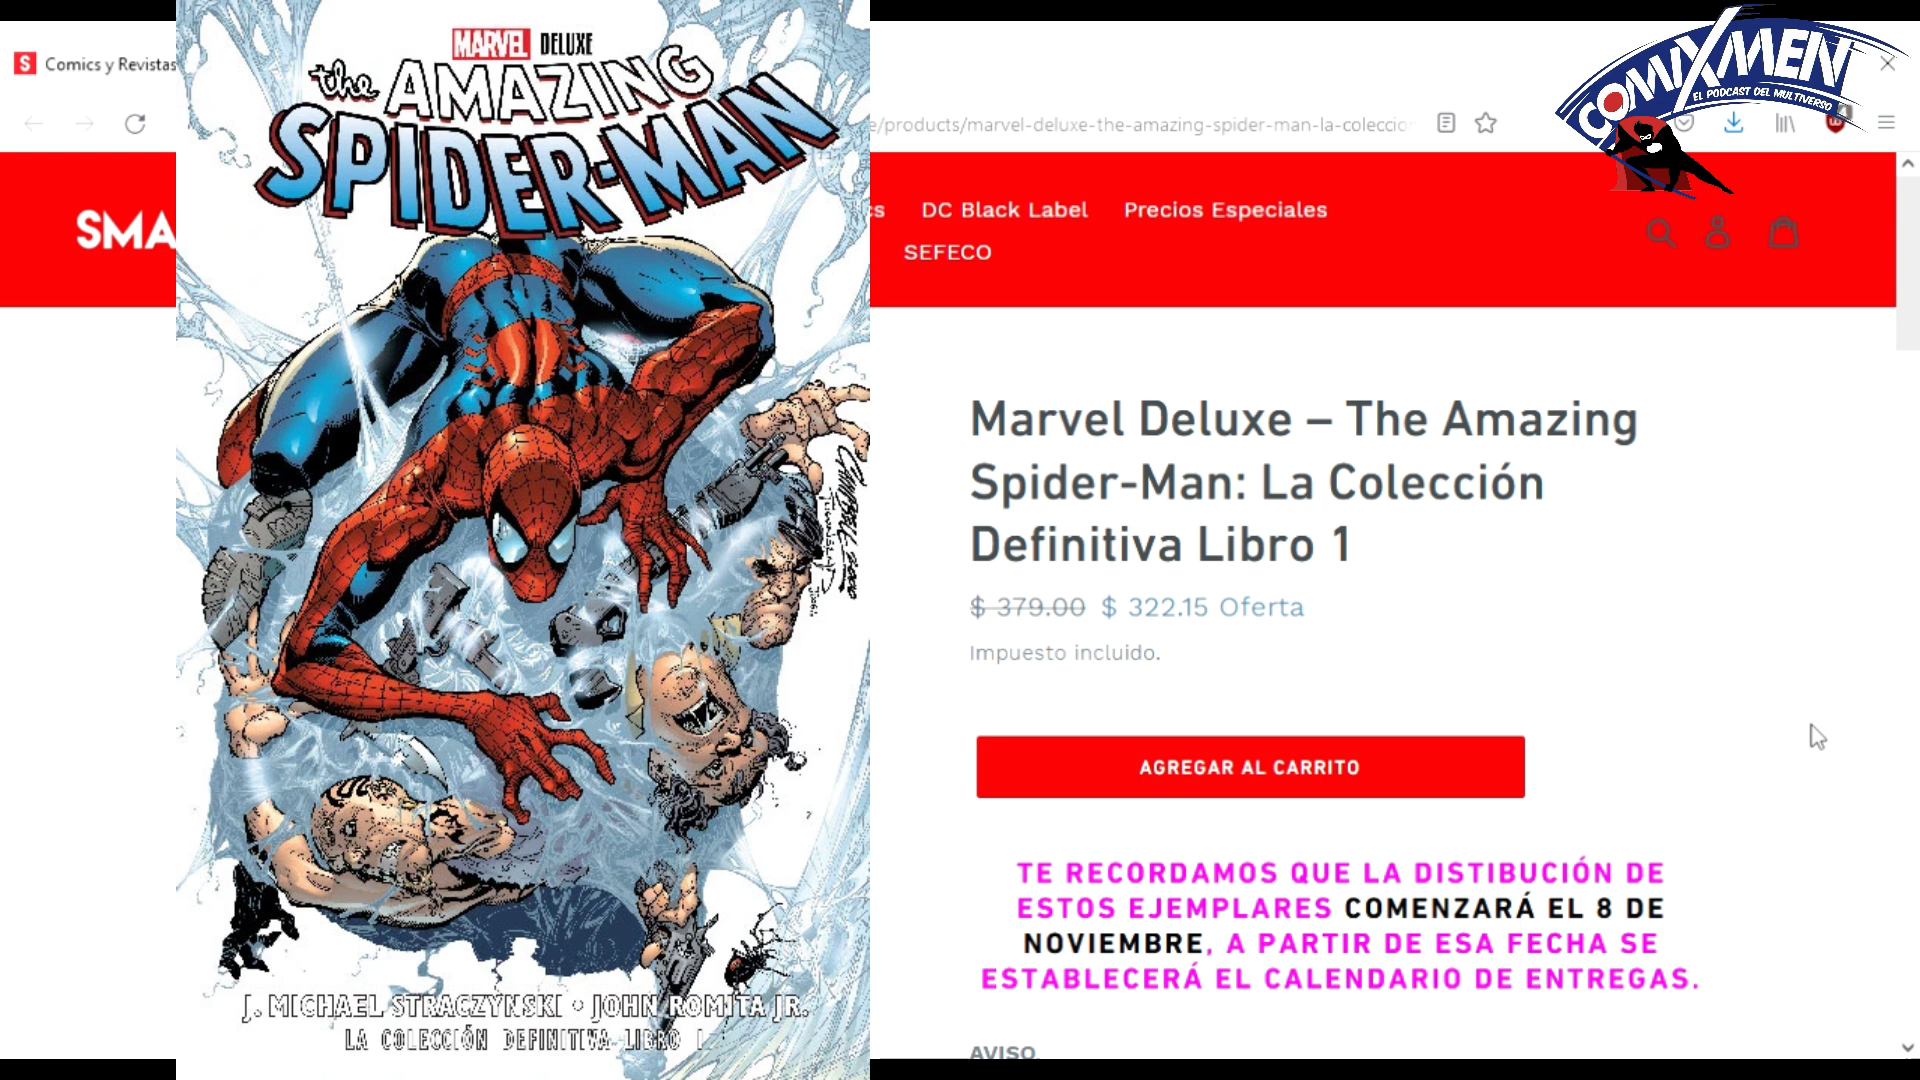 Comics y Revistas
MARVEL DELUXE
the AMAZING
SPIDER-MAN
J. MICHAEL STRACZYNSKI • JOHN ROMITA JR.
LA COLECCIÓN DEFINITIVA LIBRO 1
COMIXMEN
EL PODCAST DEL MULTIVERSO
/products/marvel-deluxe-the-amazing-spider-man-la-coleccio
SMA
DC Black Label
Precios Especiales
SEFECO
Marvel Deluxe – The Amazing
Spider-Man: La Colección
Definitiva Libro 1
$ 379.00 $ 322.15 Oferta
Impuesto incluido.
AGREGAR AL CARRITO
TE RECORDAMOS QUE LA DISTIBUCIÓN DE
ESTOS EJEMPLARES COMENZARÁ EL 8 DE
NOVIEMBRE, A PARTIR DE ESA FECHA SE
ESTABLECERÁ EL CALENDARIO DE ENTREGAS.
AVISO